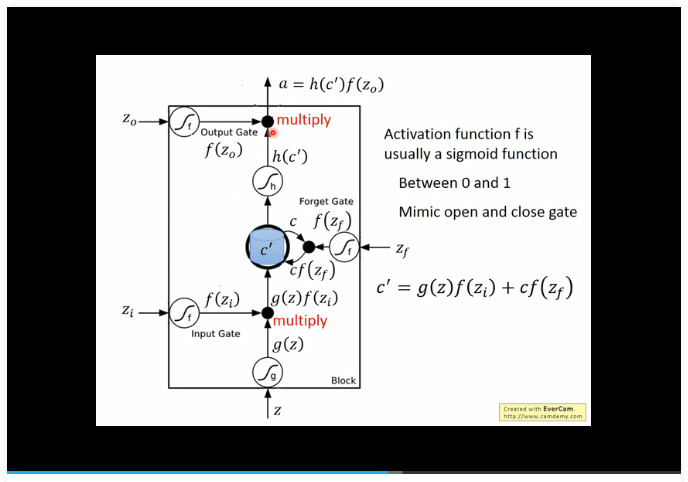 a = h(c′)f(z_o)
z_o
f
multiply
Output Gate
f(z_o)
h(c′)
h
Activation function f is
usually a sigmoid function
Between 0 and 1
Mimic open and close gate
Forget Gate
c f(z_f)
c′
f
z_f
cf(z_f)
c′ = g(z)f(z_i) + cf(z_f)
f(z_i)
g(z)f(z_i)
z_i
f
multiply
Input Gate
g(z)
g
Block
z
Created with EverCam.
http://www.camdemy.com